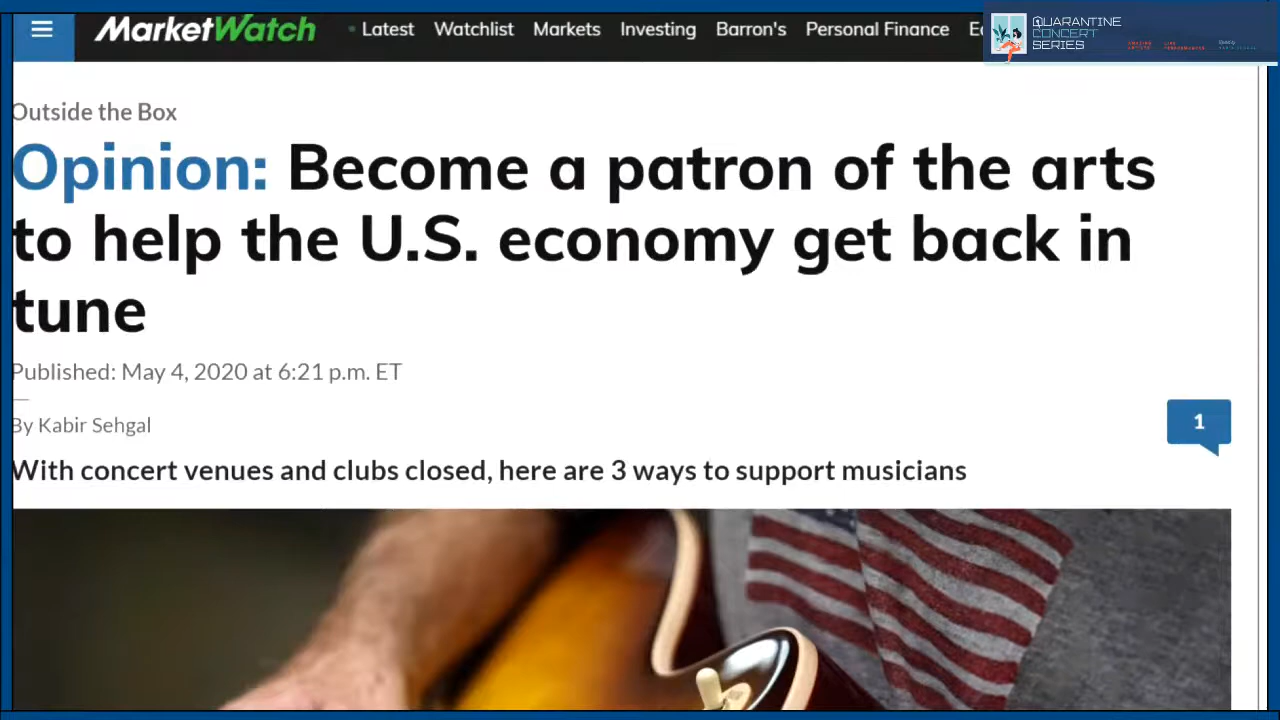 MarketWatch
Latest Watchlist Markets Investing Barron's Personal Finance
QUARANTINE
CONCERT
SERIES
Outside the Box
Opinion: Become a patron of the arts
to help the U.S. economy get back in
tune
Published: May 4, 2020 at 6:21 p.m. ET
By Kabir Sehgal
1
With concert venues and clubs closed, here are 3 ways to support musicians